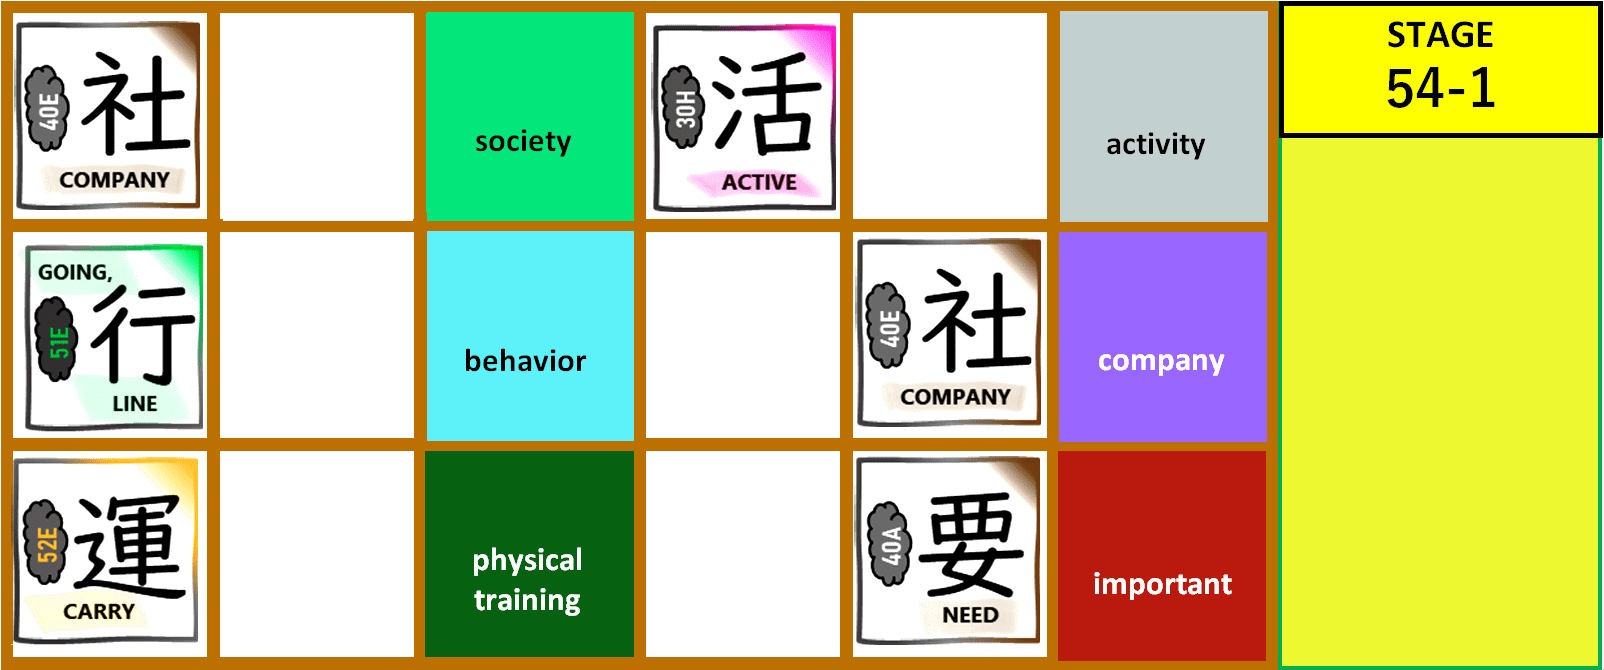 40E
社
COMPANY
society
30H
活
ACTIVE
activity
STAGE
54-1
GOING,
51E
行
LINE
behavior
40E
社
COMPANY
company
52E
運
CARRY
physical
training
40A
要
NEED
important